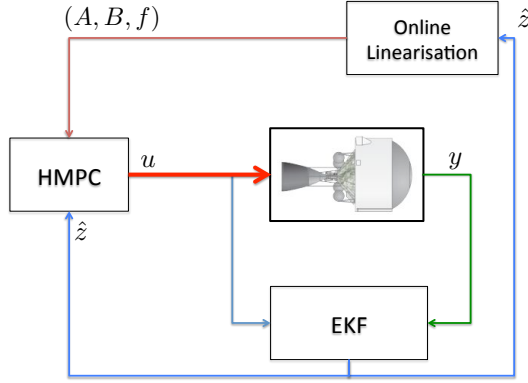 (A, B, f)
Online
Linearisation
ẑ
HMPC
u
y
ẑ
EKF